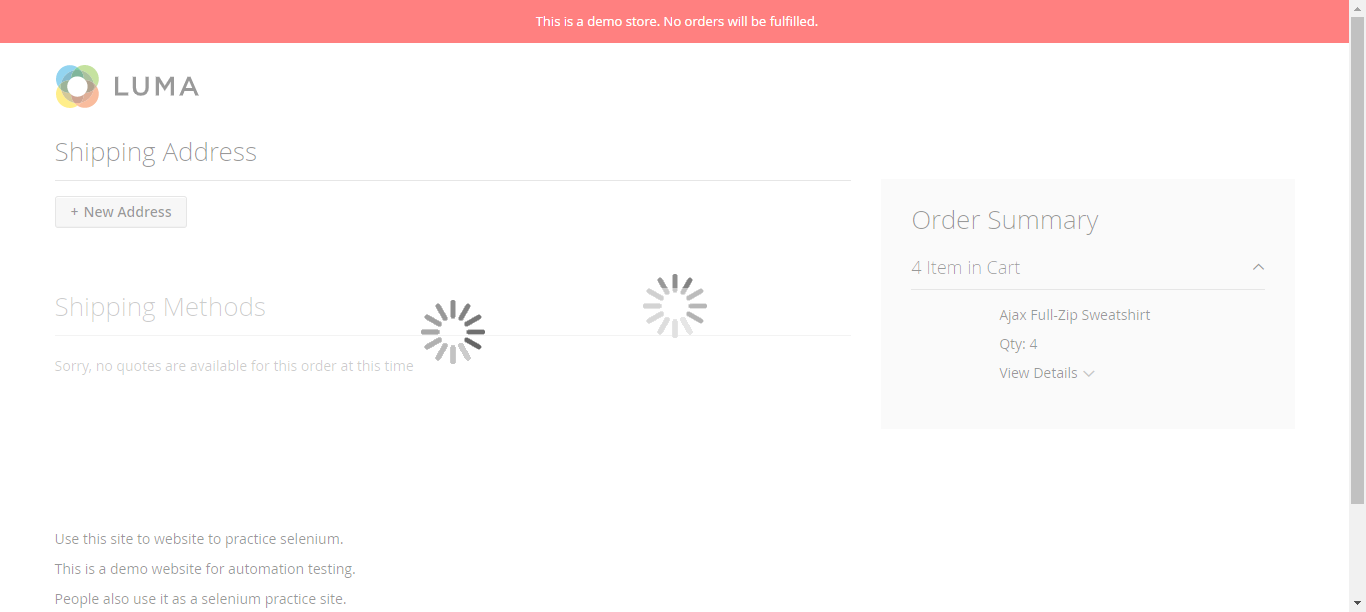 This is a demo store. No orders will be fulfilled.
LUMA
Shipping Address
+ New Address
Shipping Methods
Sorry, no quotes are available for this order at this time
Order Summary
4 Item in Cart
Ajax Full-Zip Sweatshirt
Qty: 4
View Details
Use this site to website to practice selenium.
This is a demo website for automation testing.
People also use it as a selenium practice site.